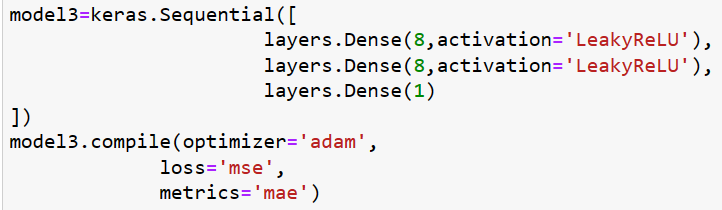 model3=keras.Sequential([
layers.Dense(8,activation='LeakyReLU'),
layers.Dense(8,activation='LeakyReLU'),
layers.Dense(1)
])
model3.compile(optimizer='adam',
loss='mse',
metrics='mae')